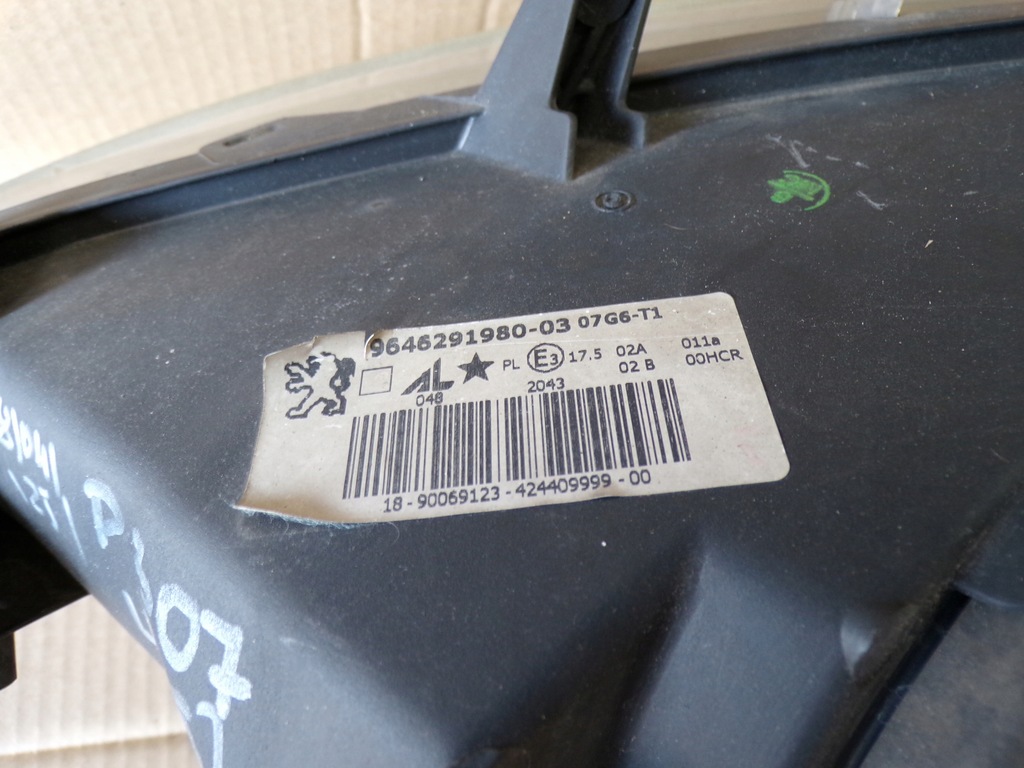 9646291980-03 07G6-T1
AL PL E3 17.5 02A 011a
02 B 00HCR
048 2043
18-90069123-424409999-00